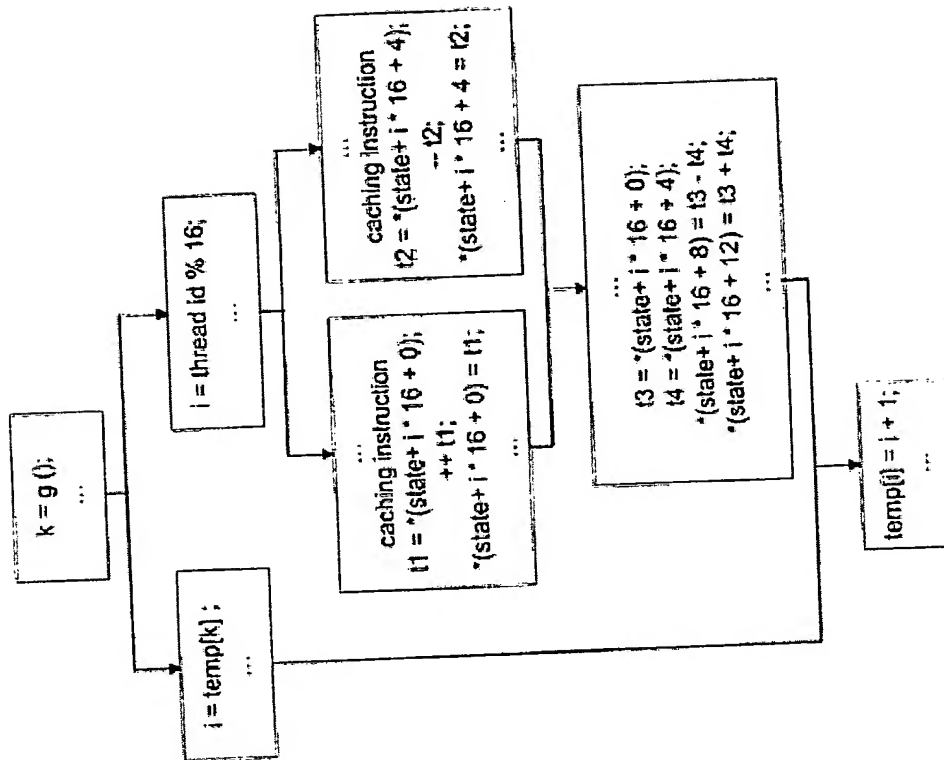 k = g ();
...
i = temp[k] ;
...
i = thread id % 16;
...
...
caching instruction
t1 = *(state+ i * 16 + 0);
++ t1;
*(state+ i * 16 + 0) = t1;
...
...
caching instruction
t2 = *(state+ i * 16 + 4);
-- t2;
*(state+ i * 16 + 4 = t2;
...
...
t3 = *(state+ i * 16 + 0);
t4 = *(state+ i * 16 + 4);
*(state+ i * 16 + 8) = t3 - t4;
*(state+ i * 16 + 12) = t3 + t4;
...
temp[i] = i + 1;
...